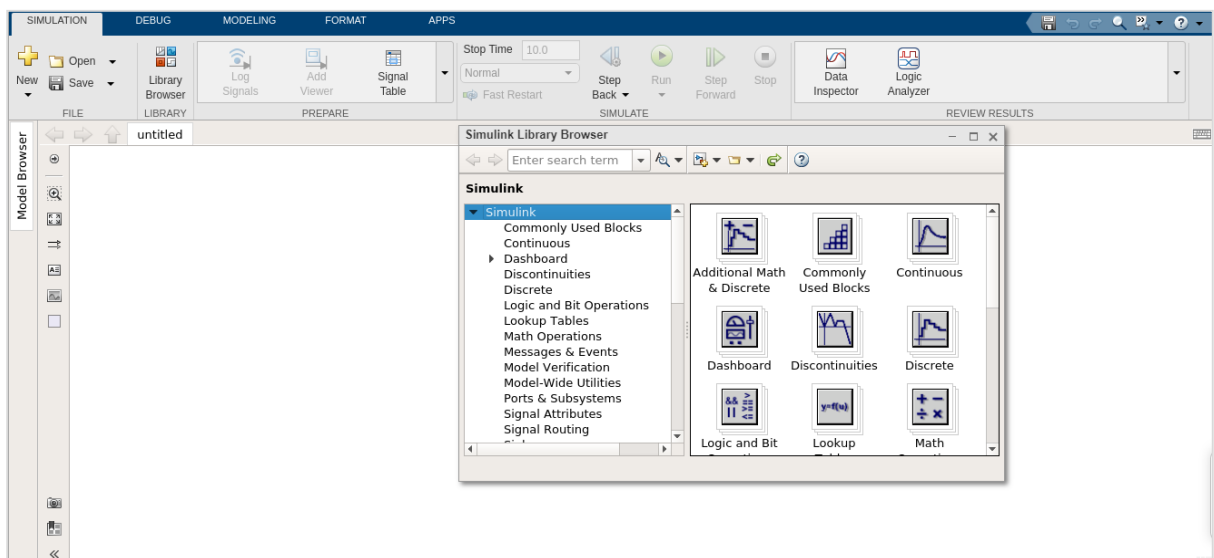 SIMULATION DEBUG MODELING FORMAT APPS
New
Open
Save
FILE
Library
Browser
LIBRARY
Log
Signals
Add
Viewer
Signal
Table
PREPARE
Stop Time 10.0
Normal
Fast Restart
Step
Back
Run
Step
Forward
Stop
SIMULATE
Data
Inspector
Logic
Analyzer
REVIEW RESULTS
Model Browser
untitled
Simulink Library Browser
Enter search term
Simulink
Simulink
Commonly Used Blocks
Continuous
Dashboard
Discontinuities
Discrete
Logic and Bit Operations
Lookup Tables
Math Operations
Messages & Events
Model Verification
Model-Wide Utilities
Ports & Subsystems
Signal Attributes
Signal Routing
Additional Math
& Discrete
Commonly
Used Blocks
Continuous
Dashboard
Discontinuities
Discrete
&& ||
> == <=
y=f(u)
+ −
÷ ×
Logic and Bit
Lookup
Math